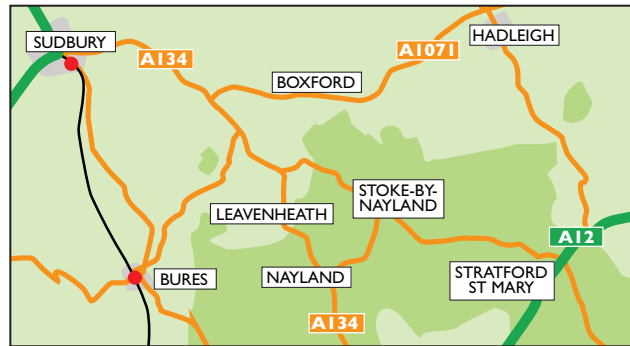 HADLEIGH
SUDBURY
A1071
A134
BOXFORD
STOKE-BY-
NAYLAND
LEAVENHEATH
A12
BURES
NAYLAND
STRATFORD
ST MARY
A134